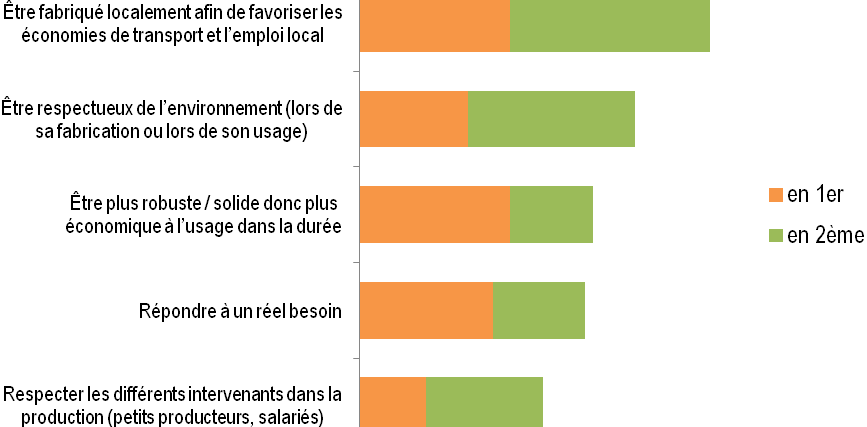 Être fabriqué localement afin de favoriser les
économies de transport et l'emploi local
Être respectueux de l'environnement (lors de
sa fabrication ou lors de son usage)
Être plus robuste / solide donc plus
économique à l'usage dans la durée
Répondre à un réel besoin
Respecter les différents intervenants dans la
production (petits producteurs, salariés)
en 1er
en 2ème